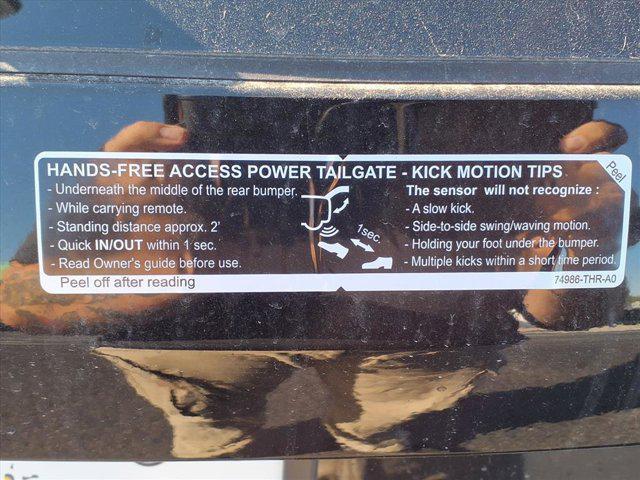 HANDS-FREE ACCESS POWER TAILGATE - KICK MOTION TIPS
Peel
- Underneath the middle of the rear bumper.
- While carrying remote.
- Standing distance approx. 2'
- Quick IN/OUT within 1 sec.
- Read Owner's guide before use.
1sec.
The sensor will not recognize :
- A slow kick.
- Side-to-side swing/waving motion.
- Holding your foot under the bumper.
- Multiple kicks within a short time period.
Peel off after reading
74986-THR-A0